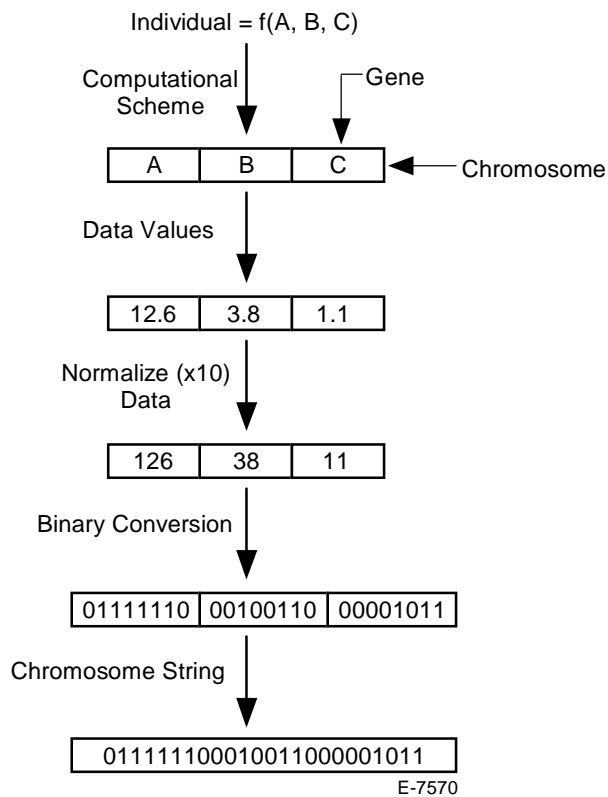 Individual = f(A, B, C)
Computational
Scheme
Gene
A B C
Chromosome
Data Values
12.6 3.8 1.1
Normalize (x10)
Data
126 38 11
Binary Conversion
01111110 00100110 00001011
Chromosome String
011111100010011000001011
E-7570